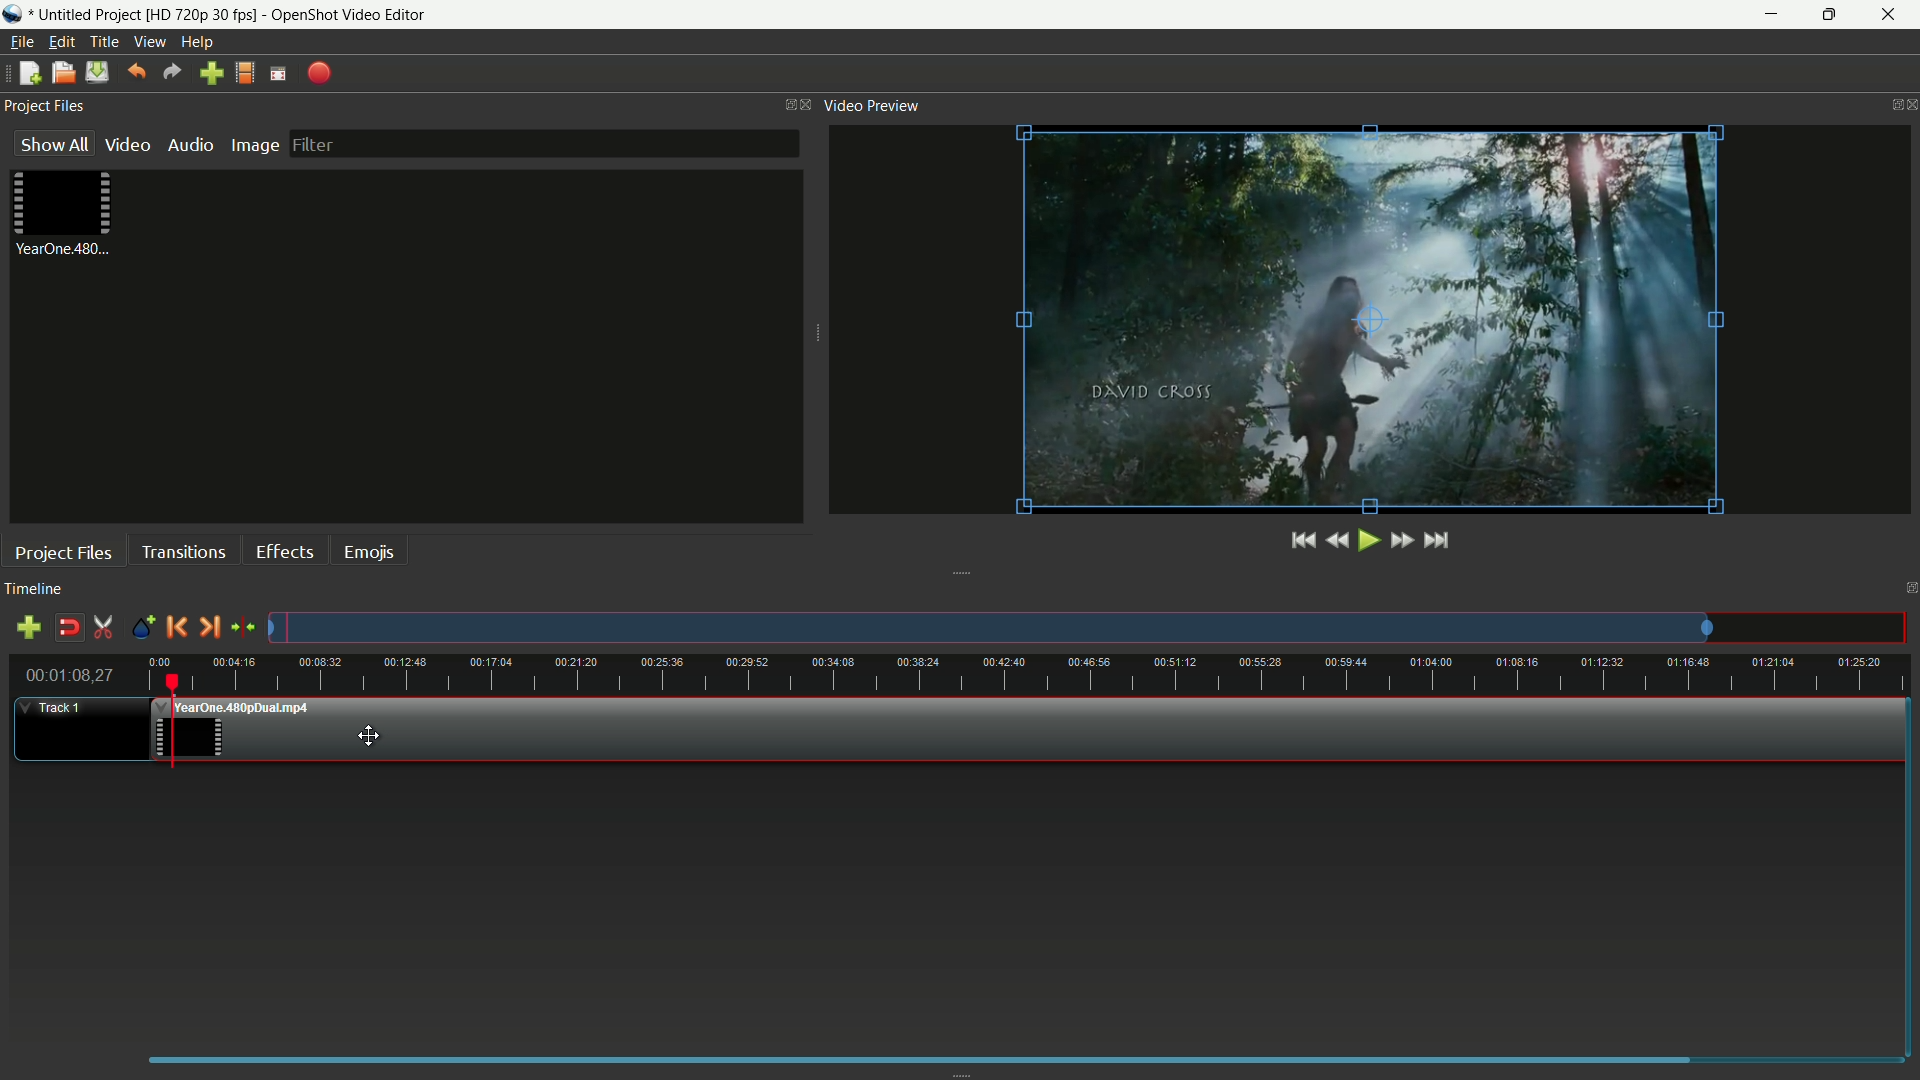 * Untitled Project [HD 720p 30 fps] - OpenShot Video Editor
File Edit Title View Help
Project Files
Video Preview
Show All Video Audio Image Filter
YearOne.480...
DAVID CROSS
Project Files Transitions Effects Emojis
Timeline
00:01:08,27
0:00 00:04:16 00:08:32 00:12:48 00:17:04 00:21:20 00:25:36 00:29:52 00:34:08 00:38:24 00:42:40 00:46:56 00:51:12 00:55:28 00:59:44 01:04:00 01:08:16 01:12:32 01:16:48 01:21:04 01:25:20
Track 1
YearOne.480pDual.mp4